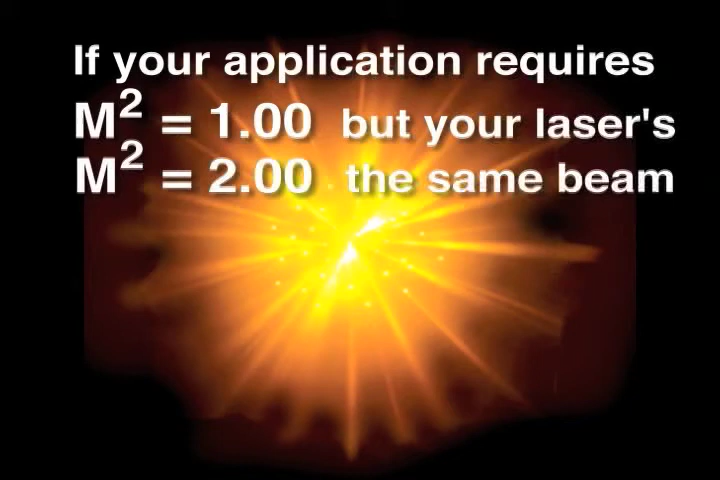 If your application requires
M² = 1.00 but your laser's
M² = 2.00 the same beam